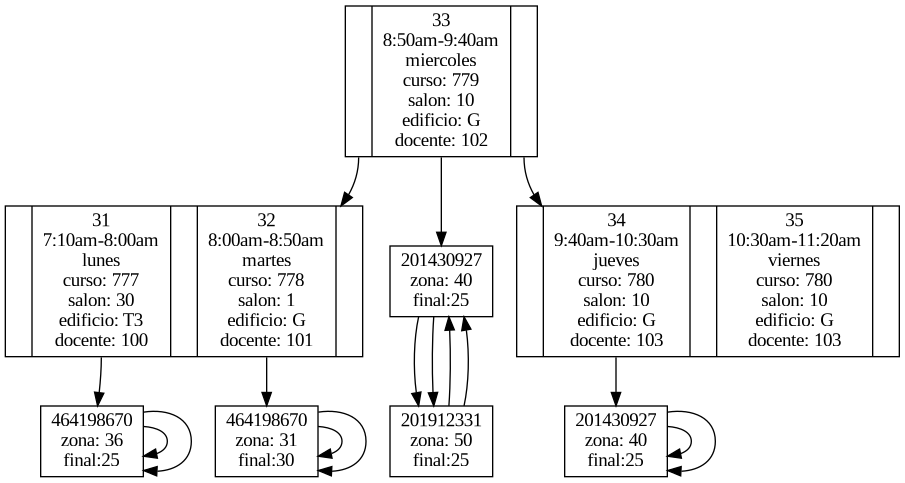 33
8:50am-9:40am
miercoles
curso: 779
salon: 10
edificio: G
docente: 102
31
7:10am-8:00am
lunes
curso: 777
salon: 30
edificio: T3
docente: 100
32
8:00am-8:50am
martes
curso: 778
salon: 1
edificio: G
docente: 101
201430927
zona: 40
final:25
34
9:40am-10:30am
jueves
curso: 780
salon: 10
edificio: G
docente: 103
35
10:30am-11:20am
viernes
curso: 780
salon: 10
edificio: G
docente: 103
464198670
zona: 36
final:25
464198670
zona: 31
final:30
201912331
zona: 50
final:25
201430927
zona: 40
final:25